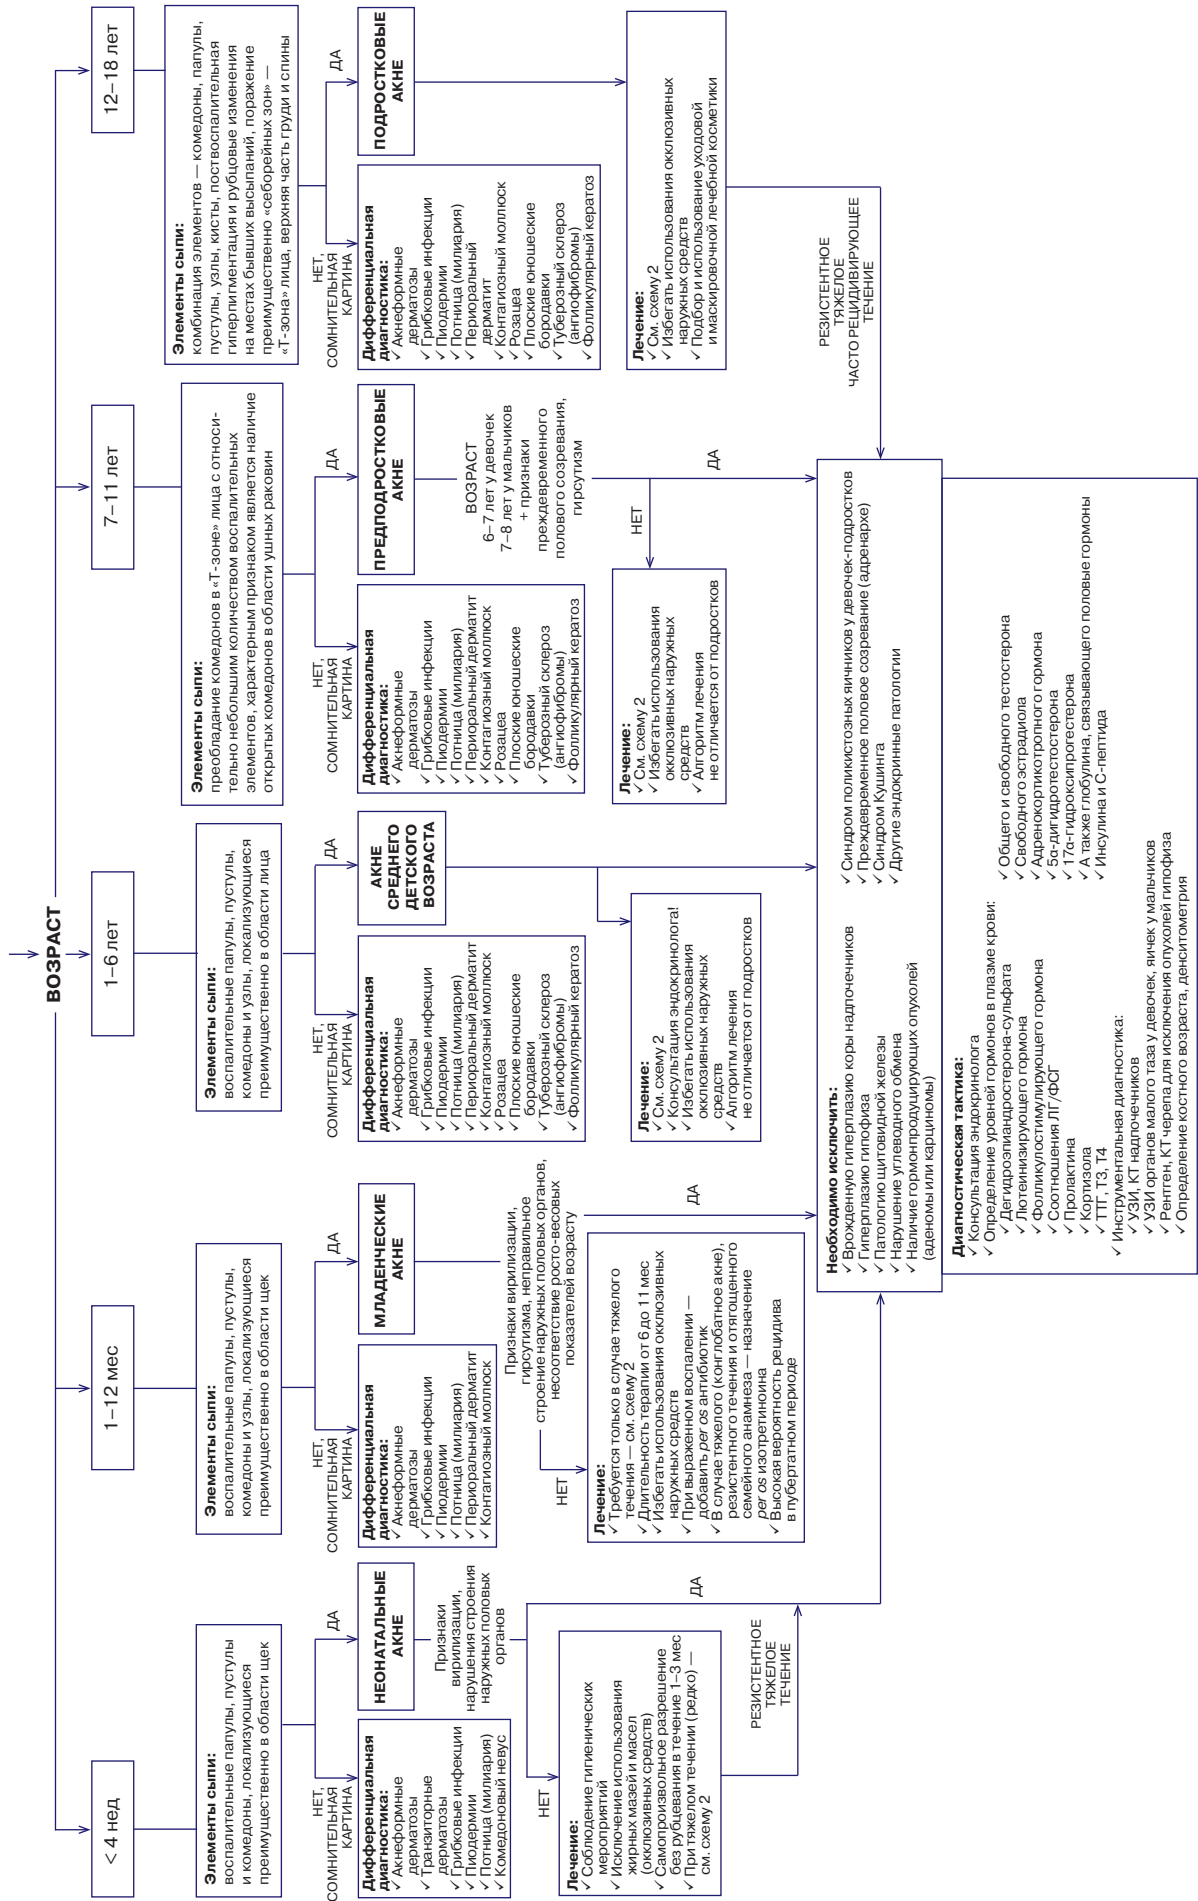 ВОЗРАСТ
< 4 нед
Элементы сыпи:
воспалительные папулы, пустулы
и комедоны, локализующиеся
преимущественно в области щек
НЕТ,
СОМНИТЕЛЬНАЯ
КАРТИНА
ДА
Дифференциальная
диагностика:
✓ Акнеформные
дерматозы
✓ Транзиторные
дерматозы
✓ Грибковые инфекции
✓ Пиодермии
✓ Потница (милиария)
✓ Комедоновый невус
НЕОНАТАЛЬНЫЕ
АКНЕ
Признаки
вирилизации,
нарушения строения
наружных половых
органов
НЕТ
ДА
Лечение:
✓ Соблюдение гигиенических
мероприятий
✓ Исключение использования
жирных мазей и масел
(окклюзивных средств)
✓ Самопроизвольное разрешение
без рубцевания в течение 1–3 мес
✓ При тяжелом течении (редко) —
см. схему 2
РЕЗИСТЕНТНОЕ
ТЯЖЕЛОЕ
ТЕЧЕНИЕ
1–12 мес
Элементы сыпи:
воспалительные папулы, пустулы,
комедоны и узлы, локализующиеся
преимущественно в области щек
НЕТ,
СОМНИТЕЛЬНАЯ
КАРТИНА
ДА
Дифференциальная
диагностика:
✓ Акнеформные
дерматозы
✓ Грибковые инфекции
✓ Пиодермии
✓ Потница (милиария)
✓ Периоральный дерматит
✓ Контагиозный моллюск
МЛАДЕНЧЕСКИЕ
АКНЕ
Признаки вирилизации,
гирсутизма, неправильное
строение наружных половых органов,
несоответствие росто-весовых
показателей возрасту
НЕТ
ДА
Лечение:
✓ Требуется только в случае тяжелого
течения — см. схему 2
✓ Длительность терапии от 6 до 11 мес
✓ Избегать использования окклюзивных
наружных средств
✓ При выраженном воспалении —
добавить per os антибиотик
✓ В случае тяжелого (конглобатное акне),
резистентного течения и отягощенного
семейного анамнеза — назначение
per os изотретиноина
✓ Высокая вероятность рецидива
в пубертатном периоде
1–6 лет
Элементы сыпи:
воспалительные папулы, пустулы,
комедоны и узлы, локализующиеся
преимущественно в области лица
НЕТ,
СОМНИТЕЛЬНАЯ
КАРТИНА
ДА
Дифференциальная
диагностика:
✓ Акнеформные
дерматозы
✓ Грибковые инфекции
✓ Пиодермии
✓ Потница (милиария)
✓ Периоральный дерматит
✓ Контагиозный моллюск
✓ Розацеа
✓ Плоские юношеские
бородавки
✓ Туберозный склероз
(ангиофибромы)
✓ Фолликулярный кератоз
АКНЕ
СРЕДНЕГО
ДЕТСКОГО
ВОЗРАСТА
ДА
Лечение:
✓ См. схему 2
✓ Консультация эндокринолога!
✓ Избегать использования
окклюзивных наружных
средств
✓ Алгоритм лечения
не отличается от подростков
7–11 лет
Элементы сыпи:
преобладание комедонов в «Т-зоне» лица с относи-
тельно небольшим количеством воспалительных
элементов, характерным признаком является наличие
открытых комедонов в области ушных раковин
НЕТ,
СОМНИТЕЛЬНАЯ
КАРТИНА
ДА
Дифференциальная
диагностика:
✓ Акнеформные
дерматозы
✓ Грибковые инфекции
✓ Пиодермии
✓ Потница (милиария)
✓ Периоральный дерматит
✓ Контагиозный моллюск
✓ Розацеа
✓ Плоские юношеские
бородавки
✓ Туберозный склероз
(ангиофибромы)
✓ Фолликулярный кератоз
ПРЕДПОДРОСТКОВЫЕ
АКНЕ
ВОЗРАСТ
6–7 лет у девочек
7–8 лет у мальчиков
+ признаки
преждевременного
полового созревания,
гирсутизм
НЕТ
ДА
Лечение:
✓ См. схему 2
✓ Избегать использования
окклюзивных наружных
средств
✓ Алгоритм лечения
не отличается от подростков
12–18 лет
Элементы сыпи:
комбинация элементов — комедоны, папулы,
пустулы, узлы, кисты, поствоспалительная
гиперпигментация и рубцовые изменения
на местах бывших высыпаний, поражение
преимущественно «себорейных зон» —
«Т-зона» лица, верхняя часть груди и спины
НЕТ,
СОМНИТЕЛЬНАЯ
КАРТИНА
ДА
Дифференциальная
диагностика:
✓ Акнеформные
дерматозы
✓ Грибковые инфекции
✓ Пиодермии
✓ Потница (милиария)
✓ Периоральный
дерматит
✓ Контагиозный моллюск
✓ Розацеа
✓ Плоские юношеские
бородавки
✓ Туберозный склероз
(ангиофибромы)
✓ Фолликулярный кератоз
ПОДРОСТКОВЫЕ
АКНЕ
Лечение:
✓ См. схему 2
✓ Избегать использования окклюзивных
наружных средств
✓ Подбор и использование уходовой
и маскировочной лечебной косметики
РЕЗИСТЕНТНОЕ
ТЯЖЕЛОЕ
ЧАСТО РЕЦИДИВИРУЮЩЕЕ
ТЕЧЕНИЕ
Необходимо исключить:
✓ Врожденную гиперплазию коры надпочечников
✓ Гиперплазию гипофиза
✓ Патологию щитовидной железы
✓ Нарушение углеводного обмена
✓ Наличие гормонпродуцирующих опухолей
(аденомы или карциномы)
✓ Синдром поликистозных яичников у девочек-подростков
✓ Преждевременное половое созревание (адренархе)
✓ Синдром Кушинга
✓ Другие эндокринные патологии
Диагностическая тактика:
✓ Консультация эндокринолога
✓ Определение уровней гормонов в плазме крови:
✓ Дегидроэпиандростерона-сульфата
✓ Лютеинизирующего гормона
✓ Фолликулостимулирующего гормона
✓ Соотношения ЛГ/ФСГ
✓ Пролактина
✓ Кортизола
✓ ТТГ, Т3, Т4
✓ Общего и свободного тестостерона
✓ Свободного эстрадиола
✓ Адренокортикотропного гормона
✓ 5α-дигидротестостерона
✓ 17α-гидроксипрогестерона
✓ А также глобулина, связывающего половые гормоны
✓ Инсулина и С-пептида
✓ Инструментальная диагностика:
✓ УЗИ, КТ надпочечников
✓ УЗИ органов малого таза у девочек, яичек у мальчиков
✓ Рентген, КТ черепа для исключения опухолей гипофиза
✓ Определение костного возраста, денситометрия